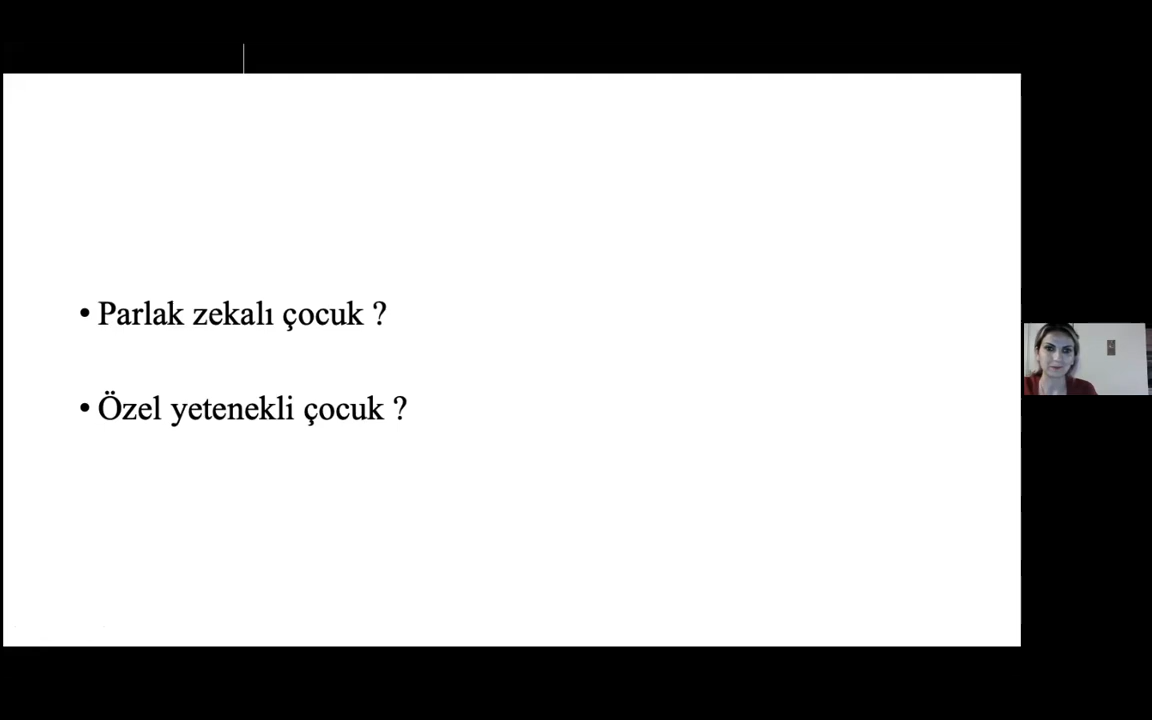 • Parlak zekalı çocuk ?
• Özel yetenekli çocuk ?